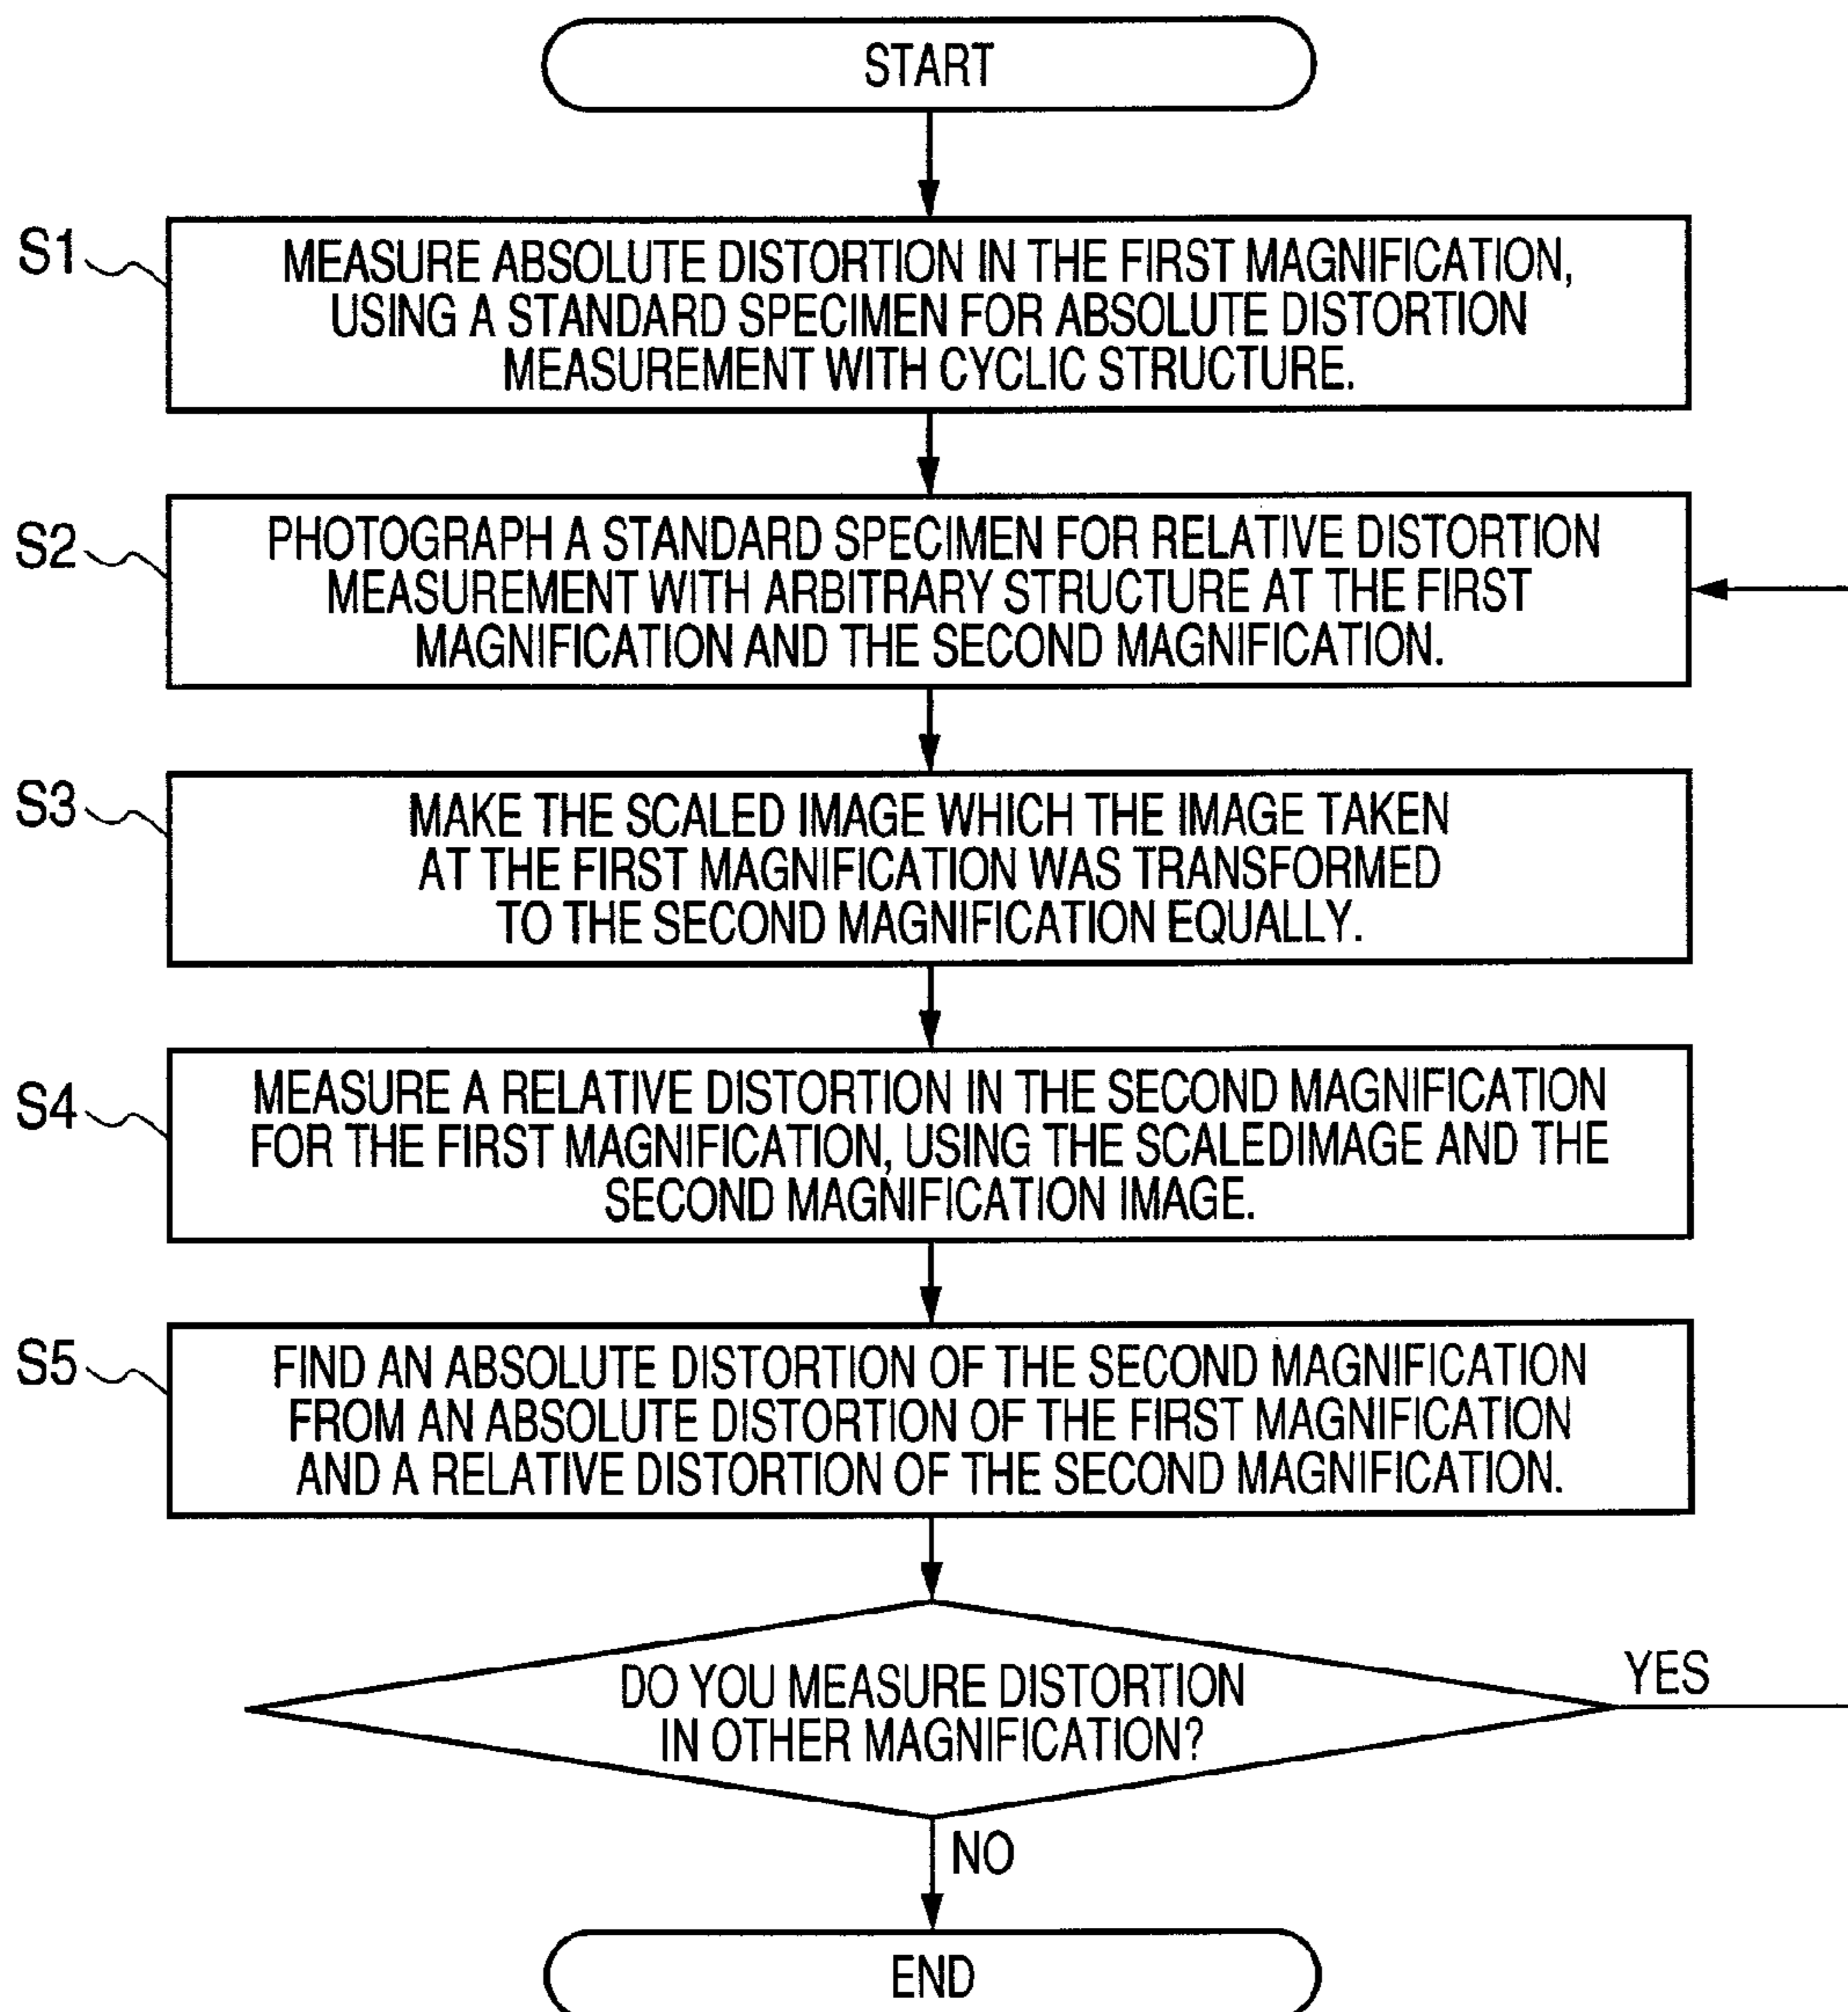 START
S1
MEASURE ABSOLUTE DISTORTION IN THE FIRST MAGNIFICATION,
USING A STANDARD SPECIMEN FOR ABSOLUTE DISTORTION
MEASUREMENT WITH CYCLIC STRUCTURE.
S2
PHOTOGRAPH A STANDARD SPECIMEN FOR RELATIVE DISTORTION
MEASUREMENT WITH ARBITRARY STRUCTURE AT THE FIRST
MAGNIFICATION AND THE SECOND MAGNIFICATION.
S3
MAKE THE SCALED IMAGE WHICH THE IMAGE TAKEN
AT THE FIRST MAGNIFICATION WAS TRANSFORMED
TO THE SECOND MAGNIFICATION EQUALLY.
S4
MEASURE A RELATIVE DISTORTION IN THE SECOND MAGNIFICATION
FOR THE FIRST MAGNIFICATION, USING THE SCALEDIMAGE AND THE
SECOND MAGNIFICATION IMAGE.
S5
FIND AN ABSOLUTE DISTORTION OF THE SECOND MAGNIFICATION
FROM AN ABSOLUTE DISTORTION OF THE FIRST MAGNIFICATION
AND A RELATIVE DISTORTION OF THE SECOND MAGNIFICATION.
DO YOU MEASURE DISTORTION
IN OTHER MAGNIFICATION?
YES
NO
END